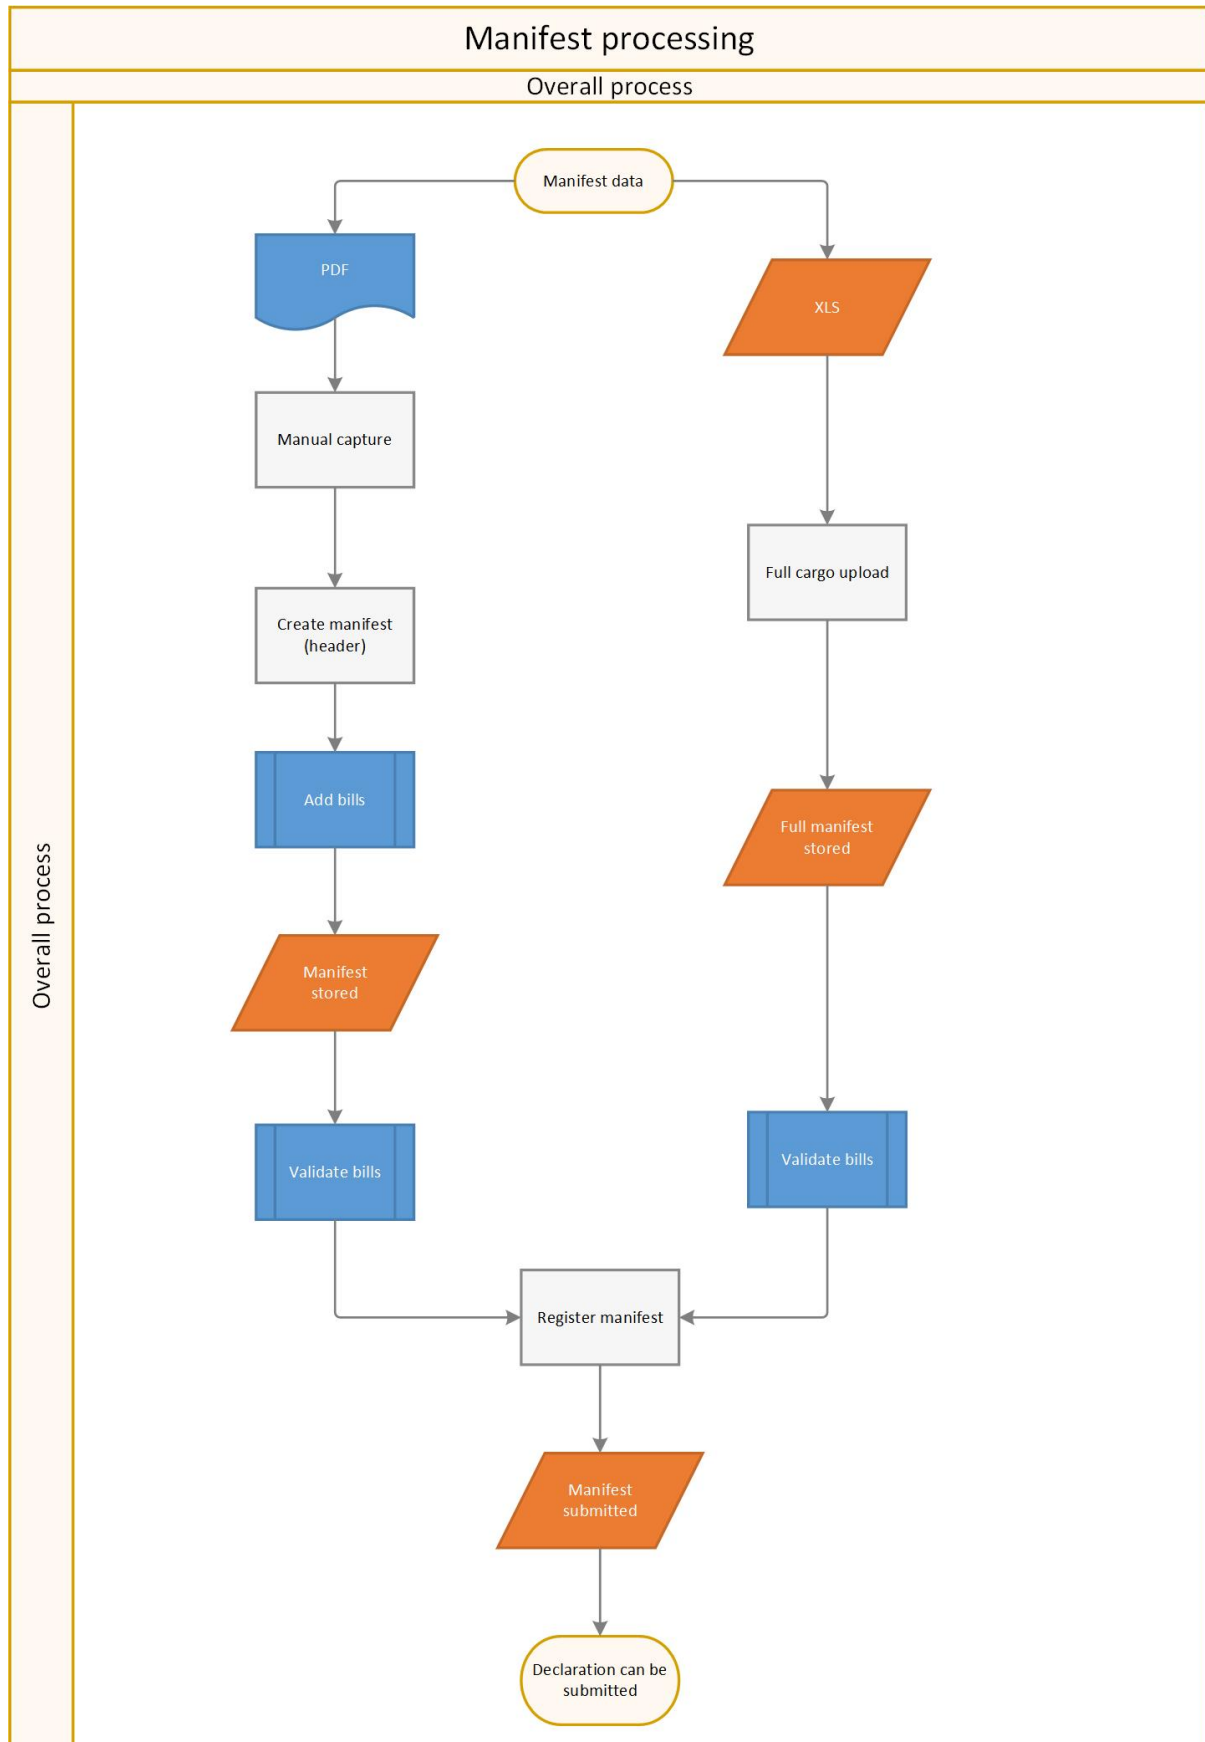 Manifest processing
Overall process
Overall process
Manifest data
PDF
XLS
Manual capture
Full cargo upload
Create manifest
(header)
Add bills
Full manifest
stored
Manifest
stored
Validate bills
Validate bills
Register manifest
Manifest
submitted
Declaration can be
submitted